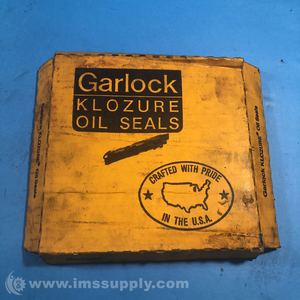 Garlock
KLOZURE
OIL SEALS
CRAFTED WITH PRIDE
IN THE U.S.A.
Garlock KLOZURE Oil Seals
www.imssupply.com